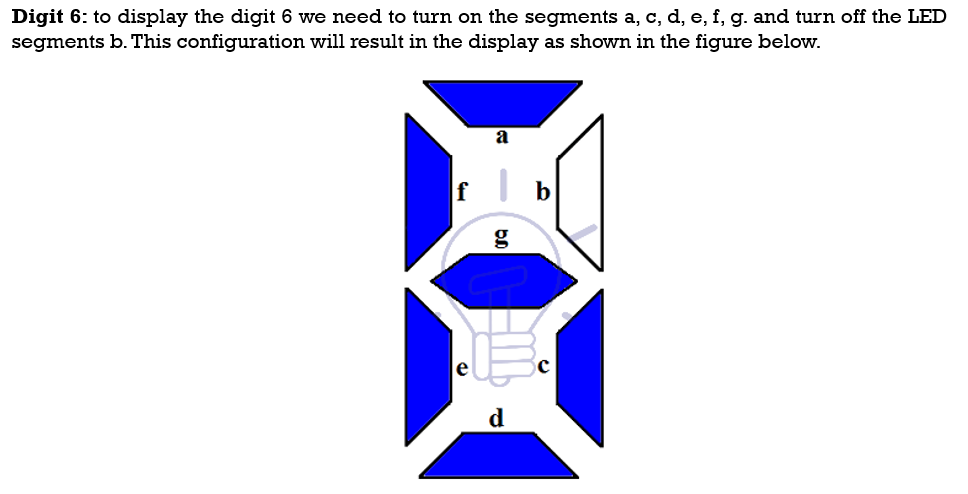 Digit 6: to display the digit 6 we need to turn on the segments a, c, d, e, f, g. and turn off the LED
segments b. This configuration will result in the display as shown in the figure below.
a
f b
g
e c
d